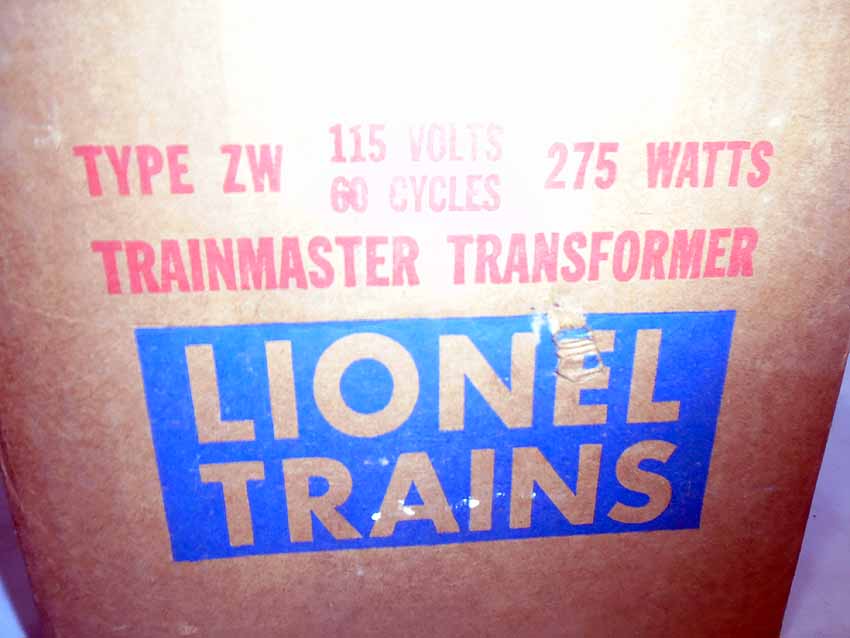 TYPE ZW 115 VOLTS 60 CYCLES 275 WATTS
TRAINMASTER TRANSFORMER
LIONEL
TRAINS